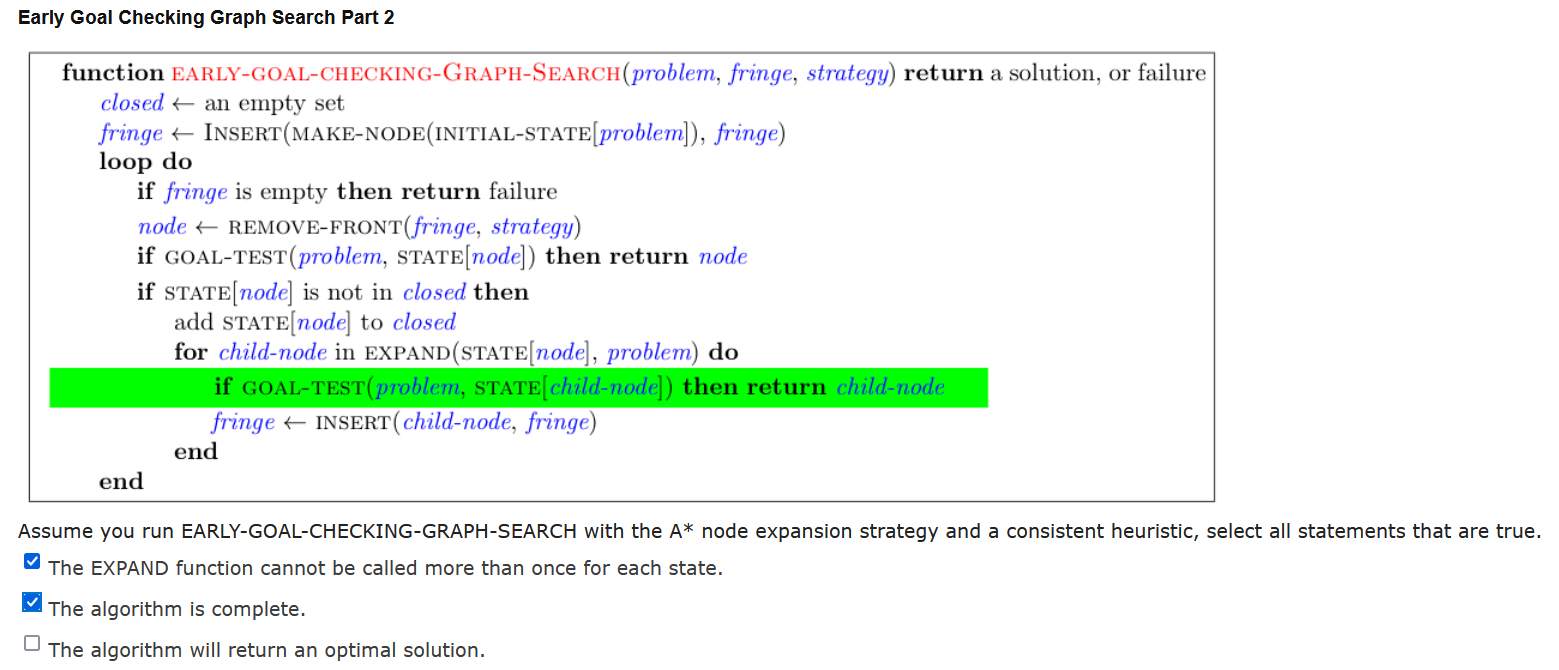 Early Goal Checking Graph Search Part 2
function EARLY-GOAL-CHECKING-GRAPH-SEARCH(problem, fringe, strategy) return a solution, or failure
closed ← an empty set
fringe ← INSERT(MAKE-NODE(INITIAL-STATE[problem]), fringe)
loop do
if fringe is empty then return failure
node ← REMOVE-FRONT(fringe, strategy)
if GOAL-TEST(problem, STATE[node]) then return node
if STATE[node] is not in closed then
add STATE[node] to closed
for child-node in EXPAND(STATE[node], problem) do
if GOAL-TEST(problem, STATE[child-node]) then return child-node
fringe ← INSERT(child-node, fringe)
end
end
Assume you run EARLY-GOAL-CHECKING-GRAPH-SEARCH with the A* node expansion strategy and a consistent heuristic, select all statements that are true.
The EXPAND function cannot be called more than once for each state.
The algorithm is complete.
The algorithm will return an optimal solution.